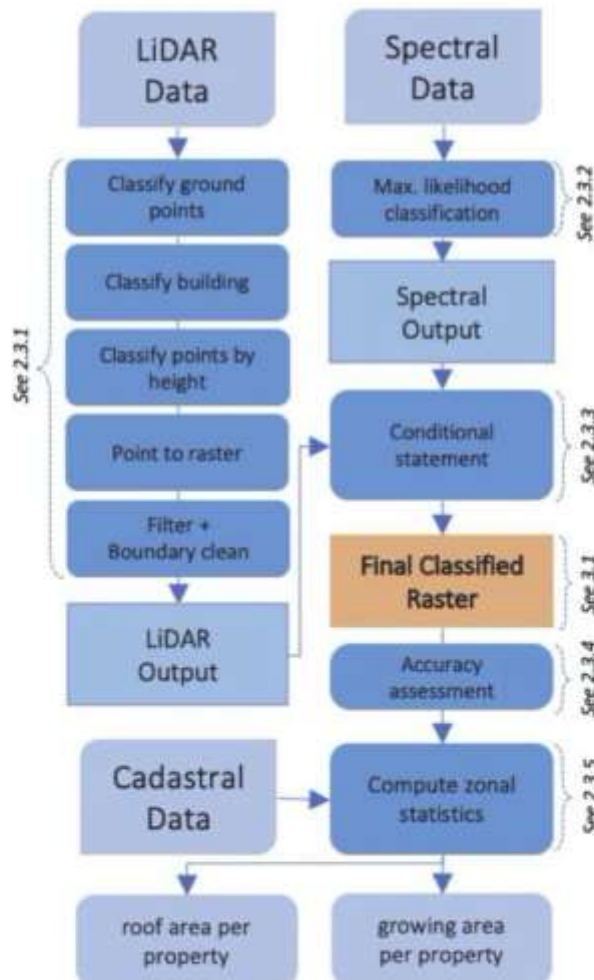 LiDAR
Data
Spectral
Data
Classify ground
points
Max. likelihood
classification
See 2.3.2
Classify building
Spectral
Output
See 2.3.1
Classify points by
height
Point to raster
Conditional
statement
See 2.3.3
Filter +
Boundary clean
Final Classified
Raster
See 3.1
LiDAR
Output
Accuracy
assessment
See 2.3.4
Cadastral
Data
Compute zonal
statistics
See 2.3.5
roof area per
property
growing area
per property